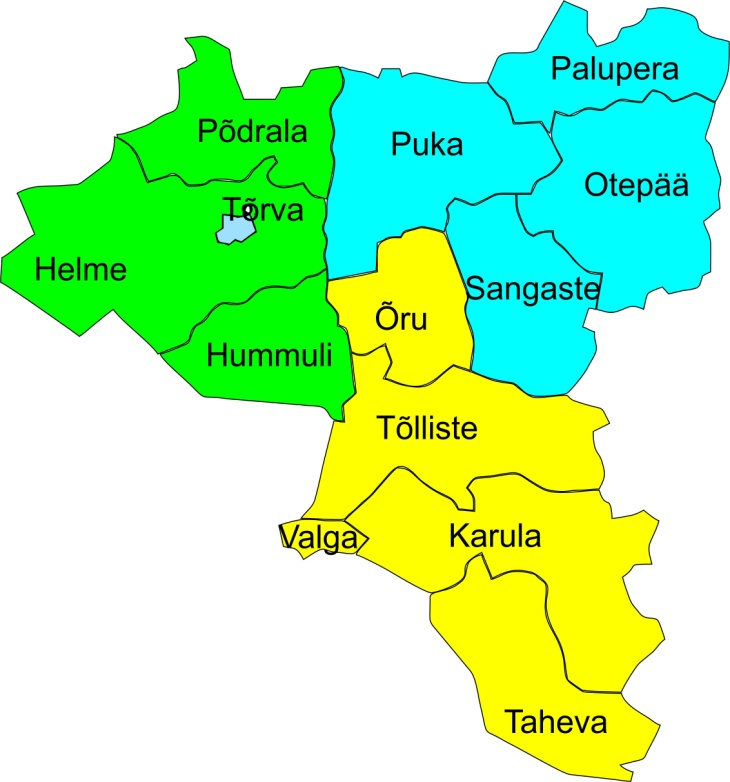 Palupera
Põdrala
Puka
Otepää
Tõrva
Helme
Sangaste
Õru
Hummuli
Tõlliste
Valga
Karula
Taheva